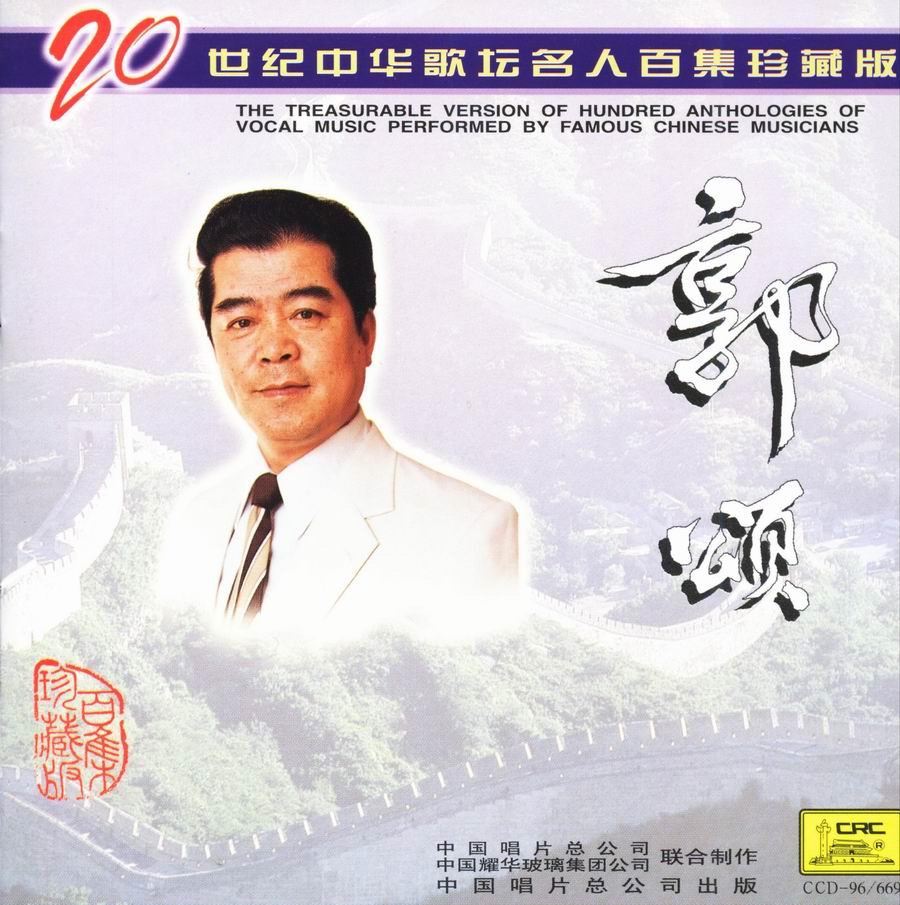 20世纪中华歌坛名人百集珍藏版
THE TREASURABLE VERSION OF HUNDRED ANTHOLOGIES OF
VOCAL MUSIC PERFORMED BY FAMOUS CHINESE MUSICIANS
郭颂
百集
珍藏版
中国唱片总公司
中国耀华玻璃集团公司
联合制作
中国唱片总公司出版
CRC
®
CCD-96/669